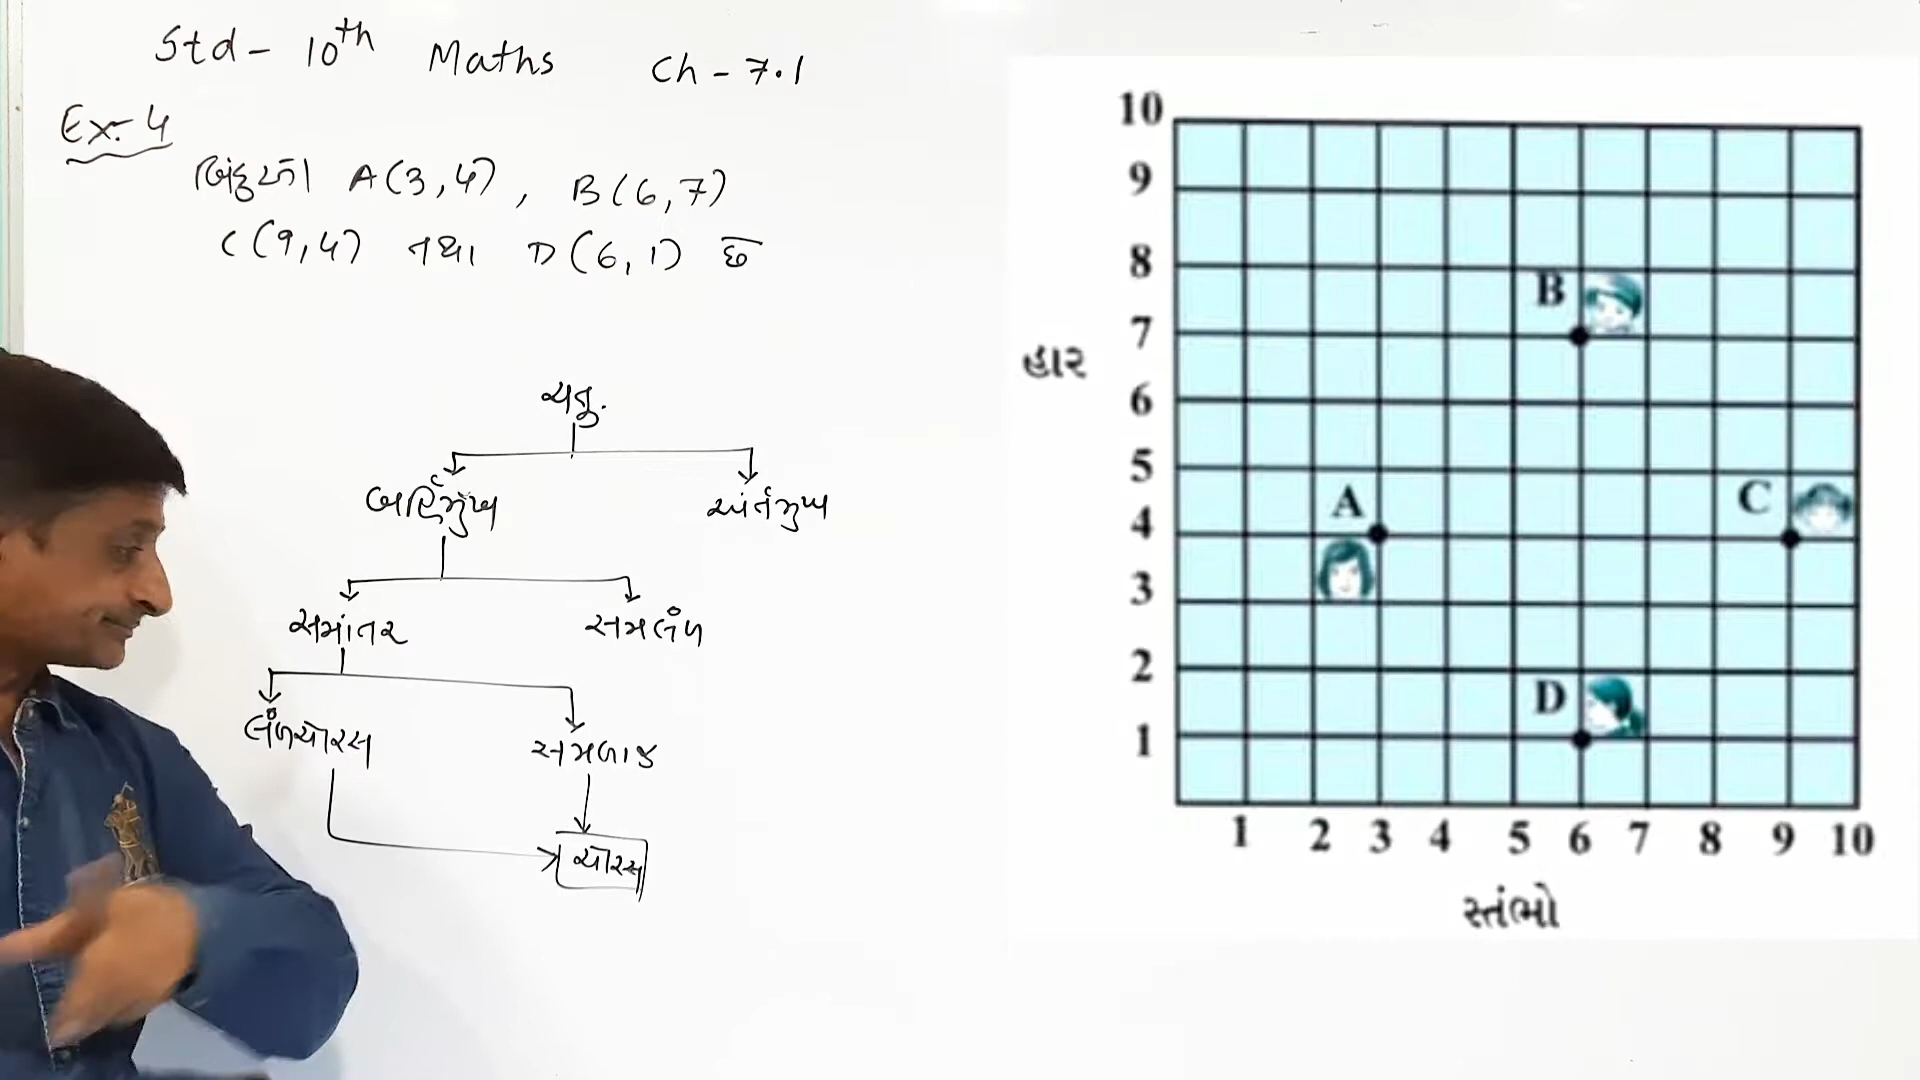 Std - 10th Maths Ch - 7.1
Ex:- 4
બિંદુઓ A(3,4), B(6,7)
C(9,4) તથા D(6,1) છે
ચતુ.
બહિર્મુખ અંતર્મુખ
સમાંતર સમલંબ
લંબચોરસ સમબાજુ
ચોરસ
10
9
8
B
7
હાર
6
5
A C
4
3
2
D
1
1 2 3 4 5 6 7 8 9 10
સ્તંભો